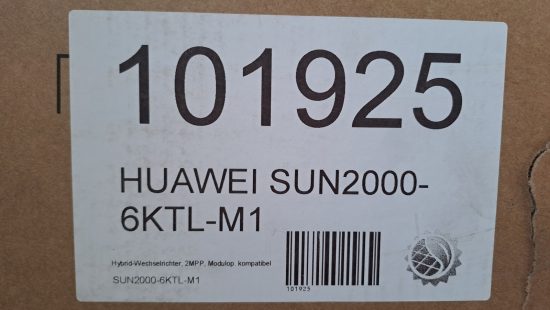 101925
HUAWEI SUN2000-
6KTL-M1
Hybrid-Wechselrichter, 2MPP, Modulop. kompatibel
SUN2000-6KTL-M1
101925